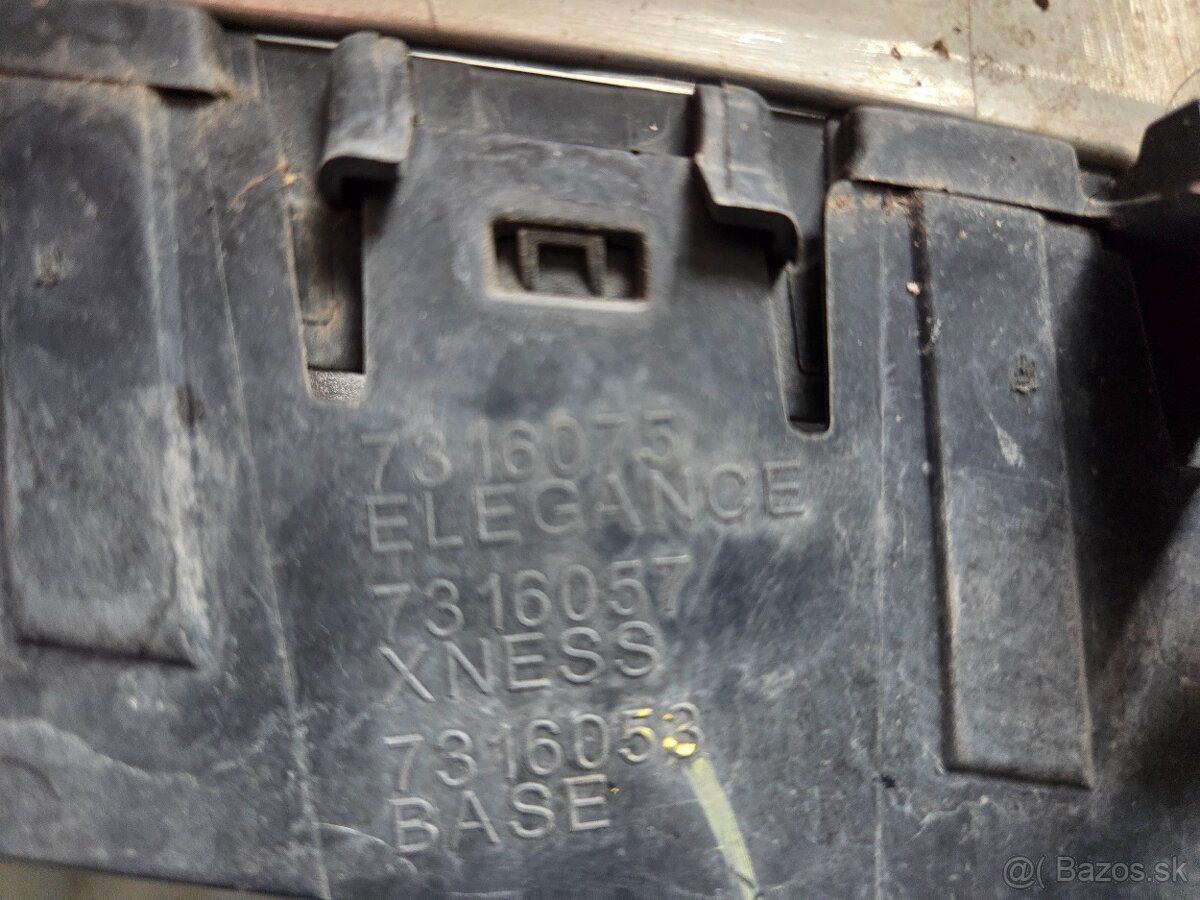 7316075
ELEGANCE
7316057
XNESS
7316053
BASE
@( Bazos.sk